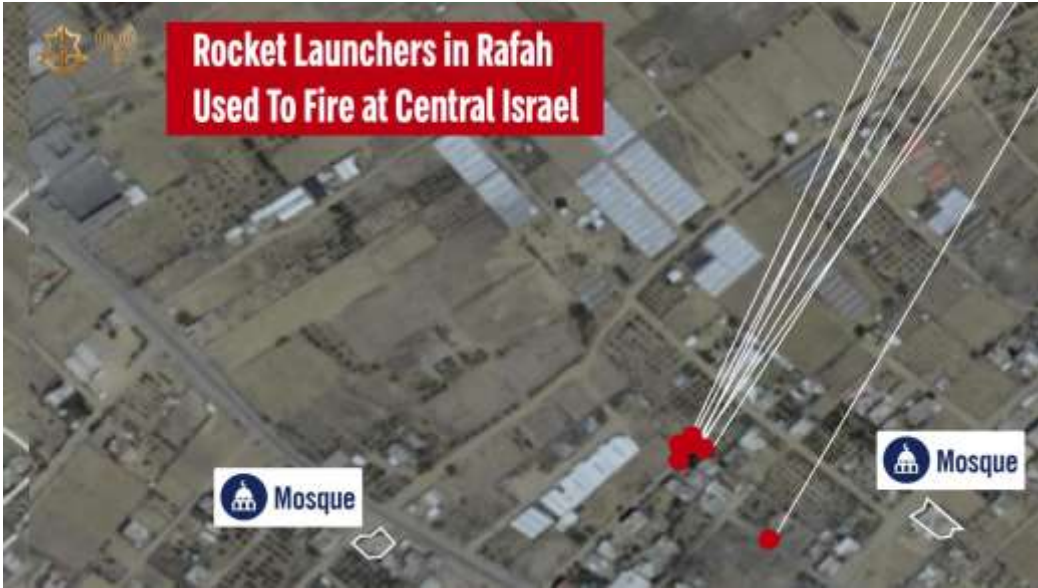 Rocket Launchers in Rafah
Used To Fire at Central Israel
Mosque
Mosque